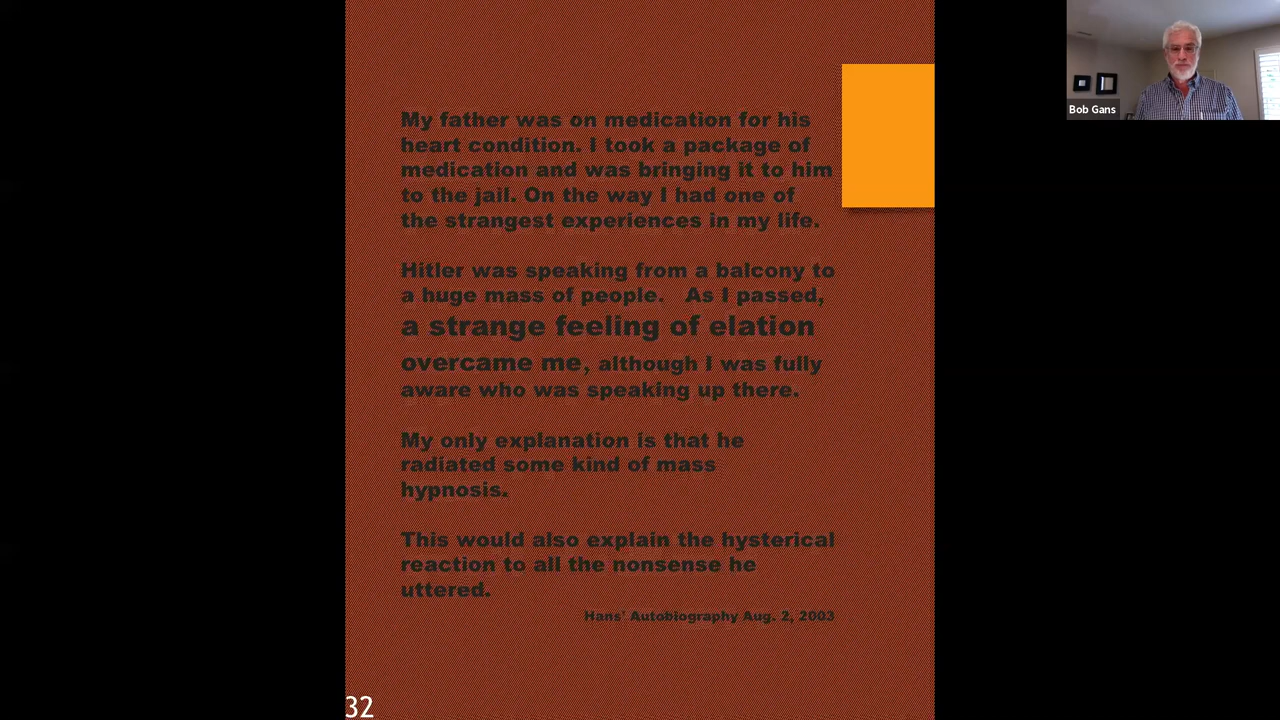 My father was on medication for his
heart condition. I took a package of
medication and was bringing it to him
to the jail. On the way I had one of
the strangest experiences in my life.
Hitler was speaking from a balcony to
a huge mass of people.   As I passed,
a strange feeling of elation
overcame me, although I was fully
aware who was speaking up there.
My only explanation is that he
radiated some kind of mass
hypnosis.
This would also explain the hysterical
reaction to all the nonsense he
uttered.
Hans' Autobiography Aug. 2, 2003
32
Bob Gans